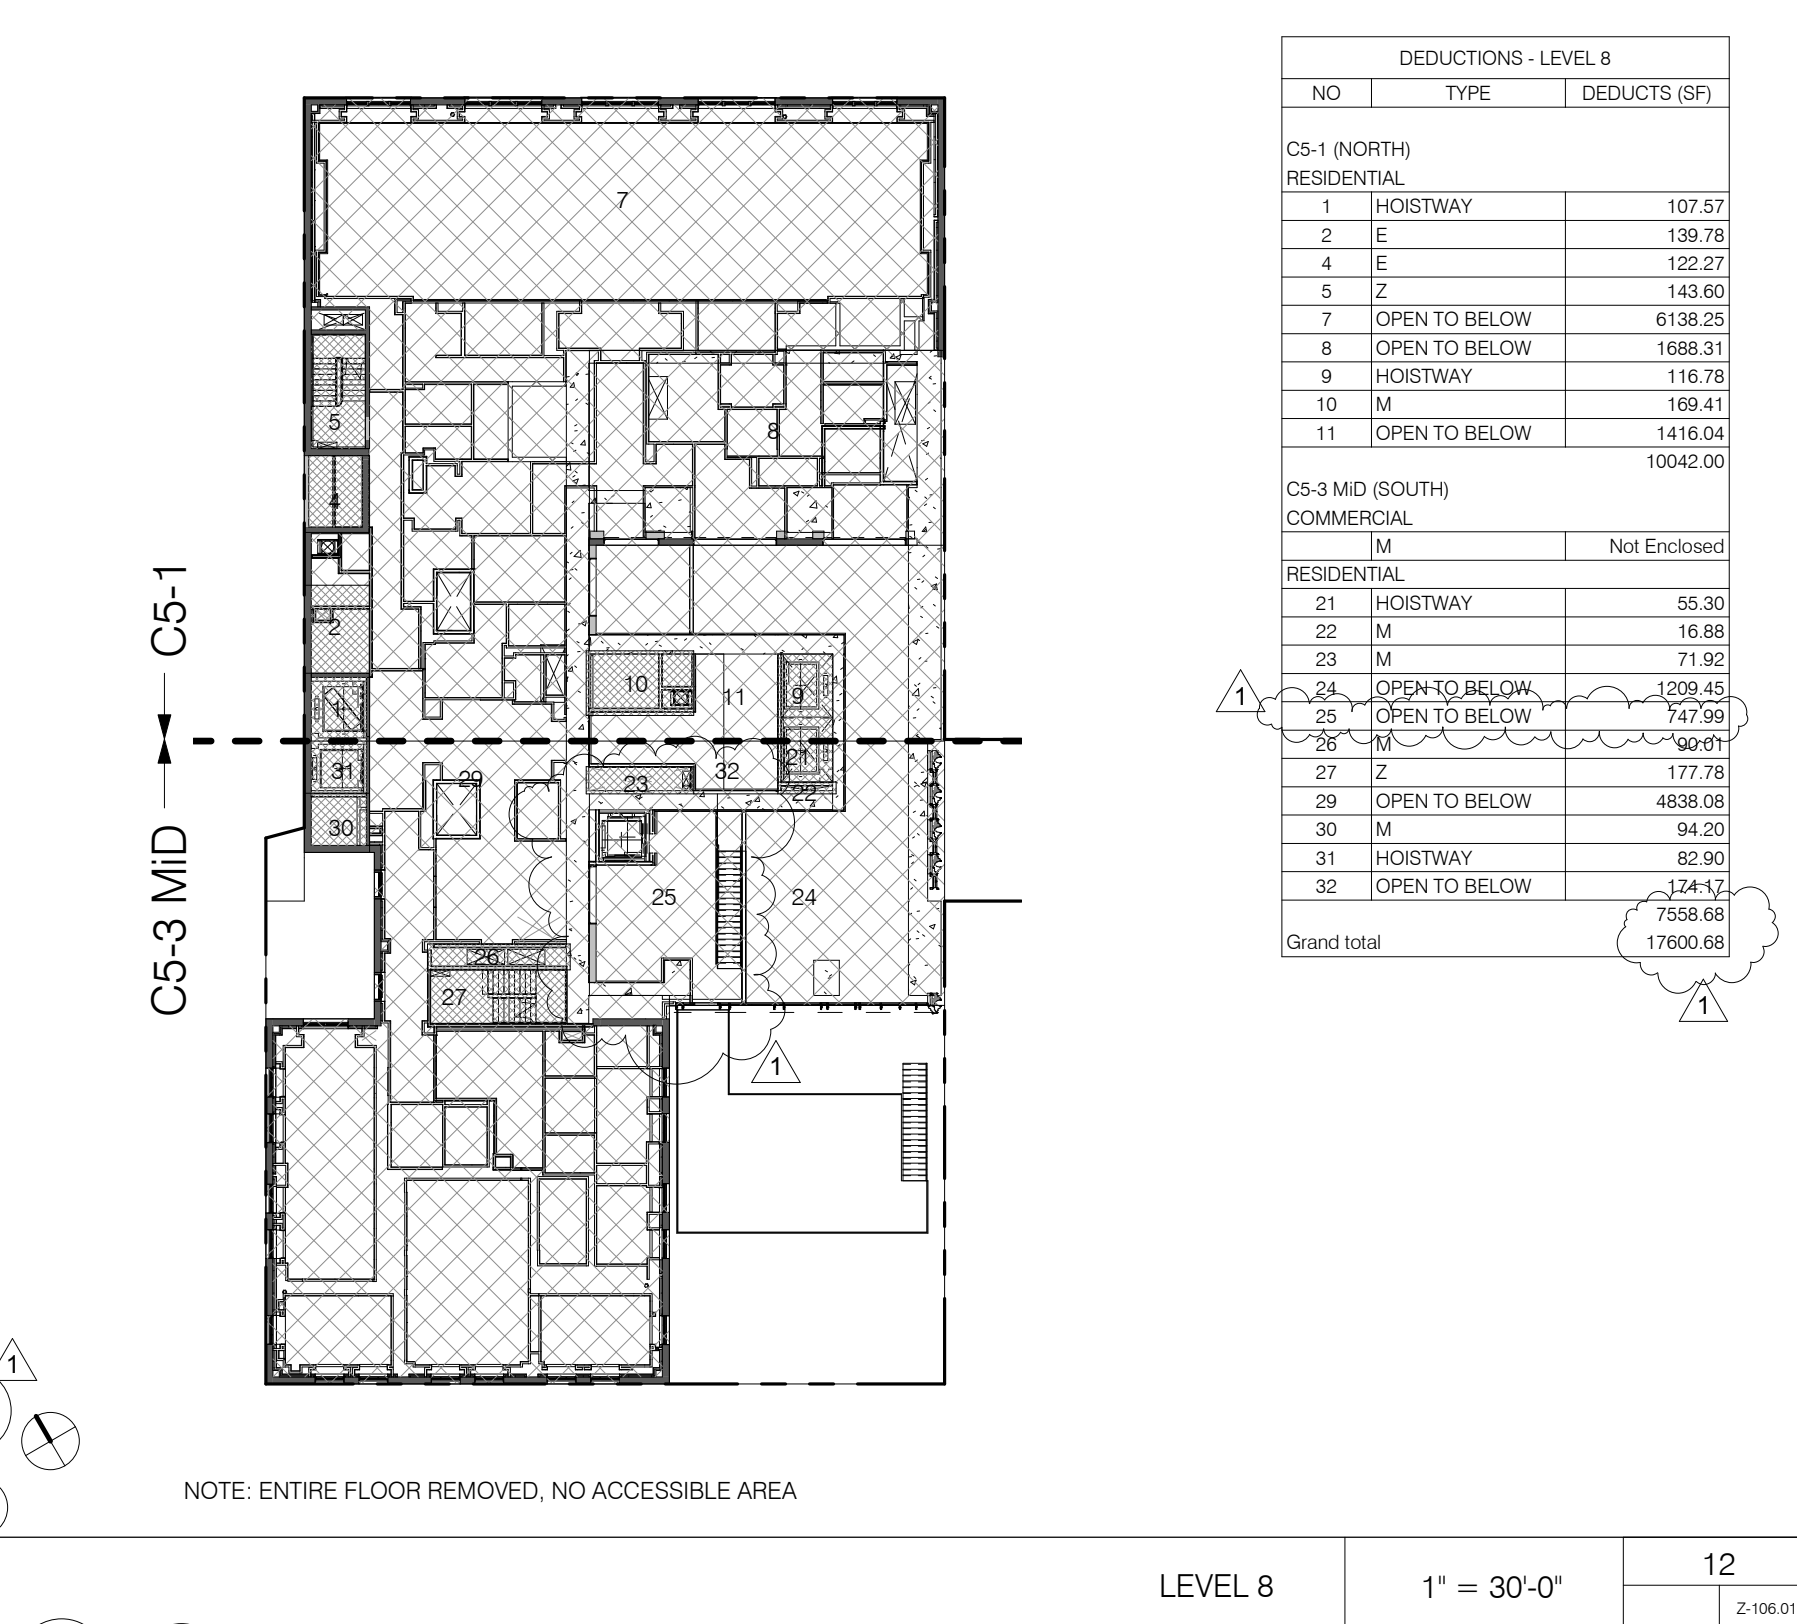 DEDUCTIONS - LEVEL 8
NO TYPE DEDUCTS (SF)
C5-1 (NORTH)
RESIDENTIAL
1 HOISTWAY 107.57
2 E 139.78
4 E 122.27
5 Z 143.60
7 OPEN TO BELOW 6138.25
8 OPEN TO BELOW 1688.31
9 HOISTWAY 116.78
10 M 169.41
11 OPEN TO BELOW 1416.04
10042.00
C5-3 MiD (SOUTH)
COMMERCIAL
M Not Enclosed
RESIDENTIAL
21 HOISTWAY 55.30
22 M 16.88
23 M 71.92
24 OPEN TO BELOW 1209.45
25 OPEN TO BELOW 747.99
26 M 90.01
27 Z 177.78
29 OPEN TO BELOW 4838.08
30 M 94.20
31 HOISTWAY 82.90
32 OPEN TO BELOW 174.17
7558.68
Grand total 17600.68
1
1
7
5
8
4
2
10
11
9
1
C5-1
C5-3 MiD
31
29
23
32
21
22
30
25
24
26
27
1
1
NOTE: ENTIRE FLOOR REMOVED, NO ACCESSIBLE AREA
LEVEL 8
1" = 30'-0"
12
Z-106.01